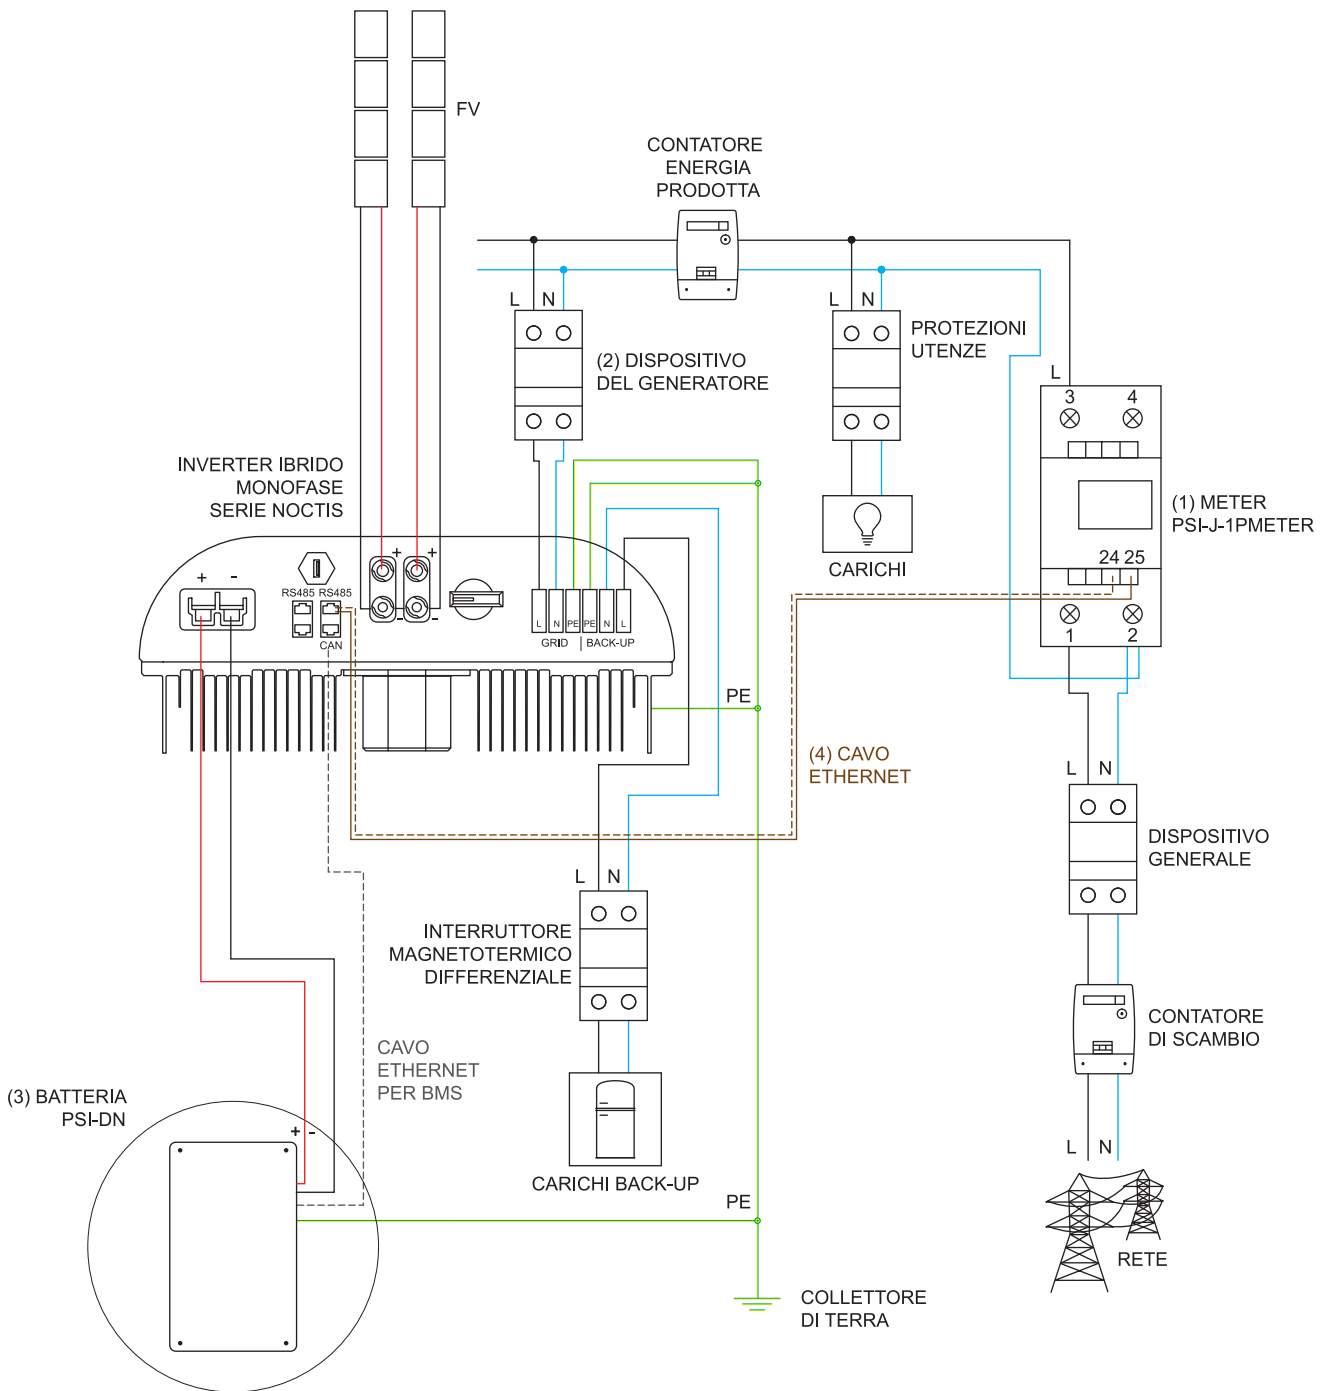 FV
CONTATORE
ENERGIA
PRODOTTA
L N
(2) DISPOSITIVO
DEL GENERATORE
L N
PROTEZIONI
UTENZE
L
3 4
(1) METER
PSI-J-1PMETER
24 25
1 2
CARICHI
INVERTER IBRIDO
MONOFASE
SERIE NOCTIS
+ -
RS485 RS485
CAN
+ +
- -
L N PE PE N L
GRID | BACK-UP
PE
(4) CAVO
ETHERNET
L N
DISPOSITIVO
GENERALE
L N
INTERRUTTORE
MAGNETOTERMICO
DIFFERENZIALE
CONTATORE
DI SCAMBIO
CAVO
ETHERNET
PER BMS
(3) BATTERIA
PSI-DN
+ -
CARICHI BACK-UP
L N
PE
RETE
COLLETTORE
DI TERRA